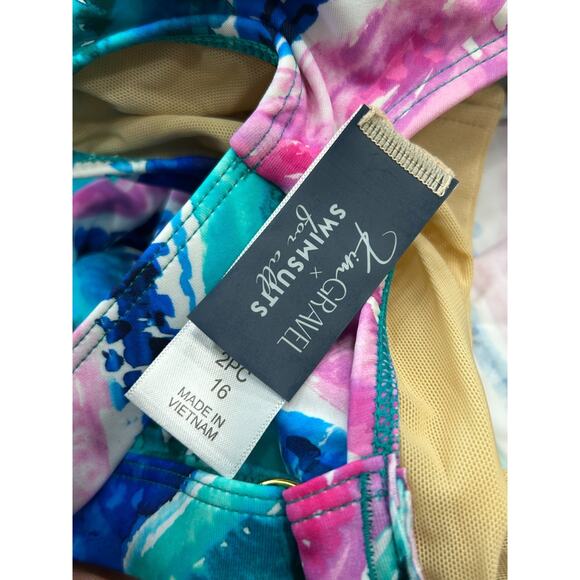 Kim GRAVEL
×
SWIMSUITS
for all
2PC
16
MADE IN
VIETNAM